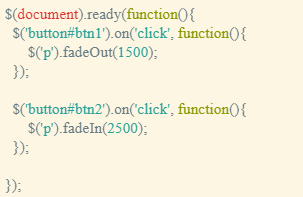 $(document).ready(function(){
  $('button#btn1').on('click', function(){
      $('p').fadeOut(1500);
  });

  $('button#btn2').on('click', function(){
      $('p').fadeIn(2500);
  });

});